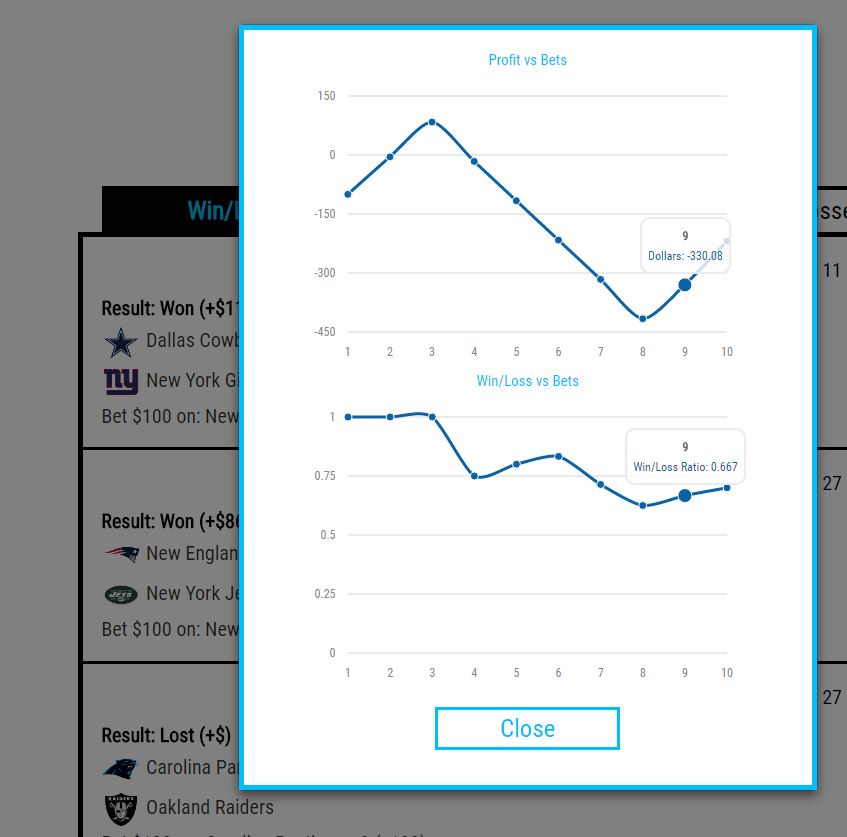 Profit vs Bets
150
0
-150
-300
-450
1 2 3 4 5 6 7 8 9 10
9
Dollars: -330.08
Win/Loss vs Bets
1
0.75
0.5
0.25
0
1 2 3 4 5 6 7 8 9 10
9
Win/Loss Ratio: 0.667
Close
Win/L
sse
11
Result: Won (+$11
Dallas Cowb
ny New York Gi
Bet $100 on: New
27
Result: Won (+$86
New Englan
JETS New York Je
Bet $100 on: New
27
Result: Lost (+$)
Carolina Pa
RAIDERS Oakland Raiders